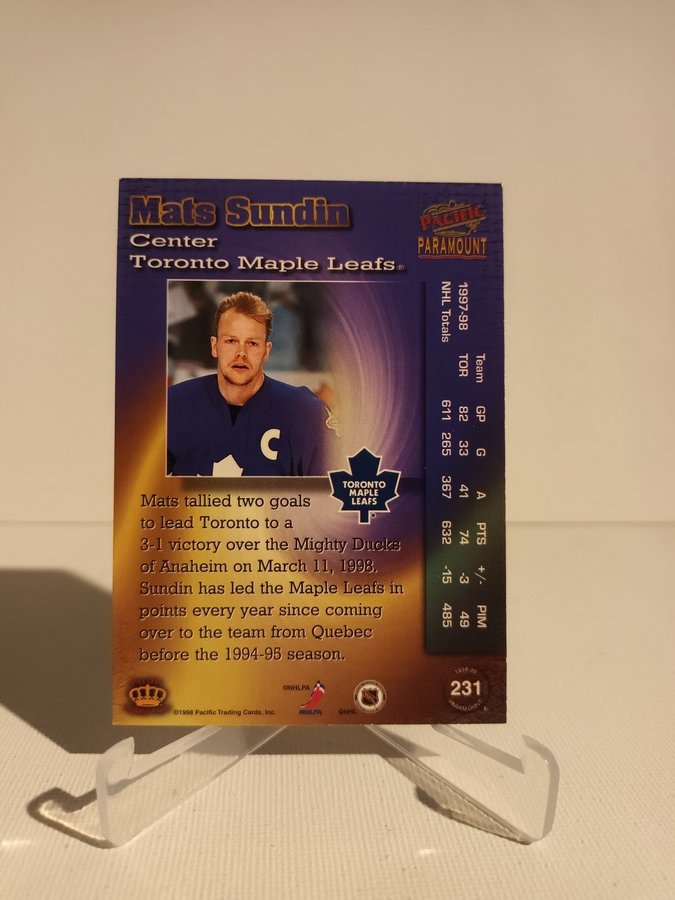 Mats Sundin
Center
Toronto Maple Leafs®
PACIFIC
PARAMOUNT
Team GP G A PTS +/- PIM
1997-98 TOR 82 33 41 74 -3 49
NHL Totals 611 265 367 632 -15 485
C
TORONTO
MAPLE
LEAFS
Mats tallied two goals
to lead Toronto to a
3-1 victory over the Mighty Ducks
of Anaheim on March 11, 1998.
Sundin has led the Maple Leafs in
points every year since coming
over to the team from Quebec
before the 1994-95 season.
©1998 Pacific Trading Cards, Inc.
©NHLPA
NHLPA
©NHL
NHL
231